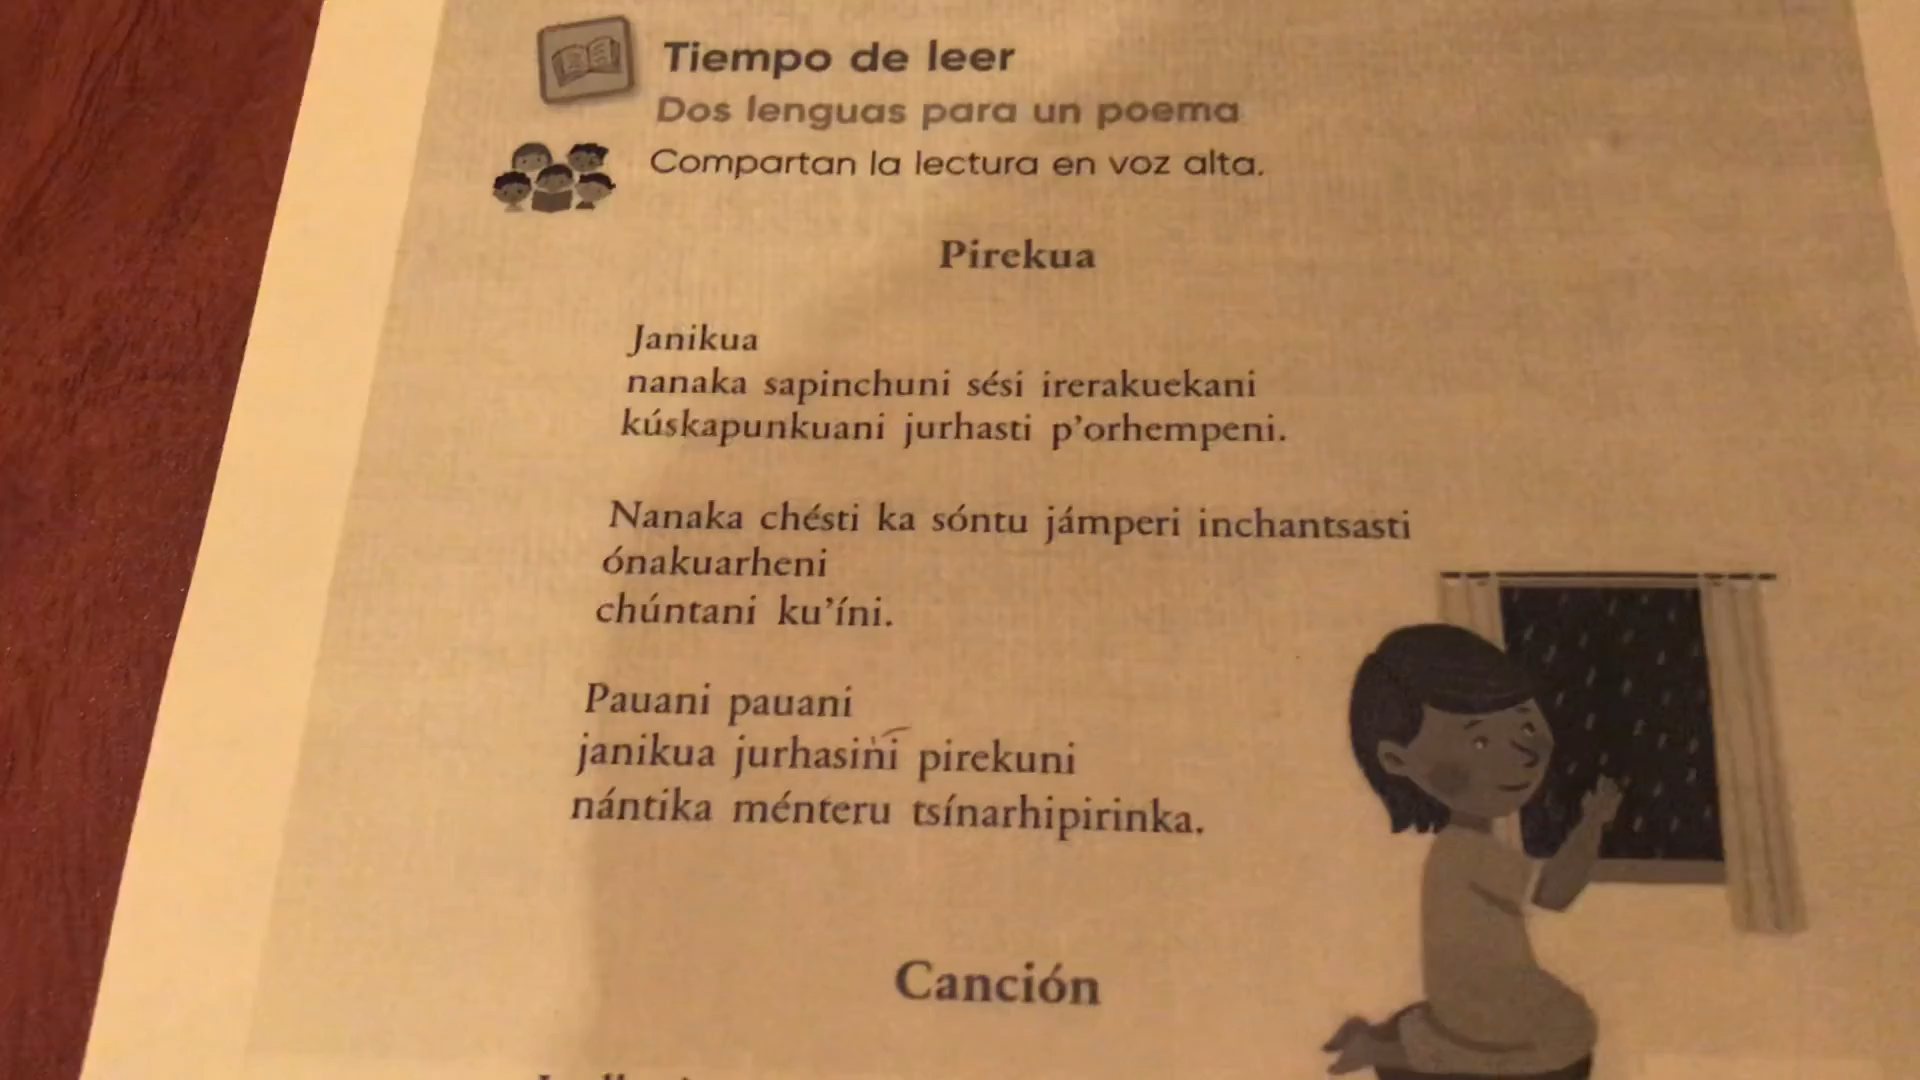 Tiempo de leer
Dos lenguas para un poema
Compartan la lectura en voz alta.
Pirekua
Janikua
nanaka sapinchuni sési irerakuekani
kúskapunkuani jurhasti p’orhempeni.
Nanaka chésti ka sóntu jámperi inchantsasti
ónakuarheni
chúntani ku’íni.
Pauani pauani
janikua jurhasïni pirekuni
nántika ménteru tsínarhipirinka.
Canción